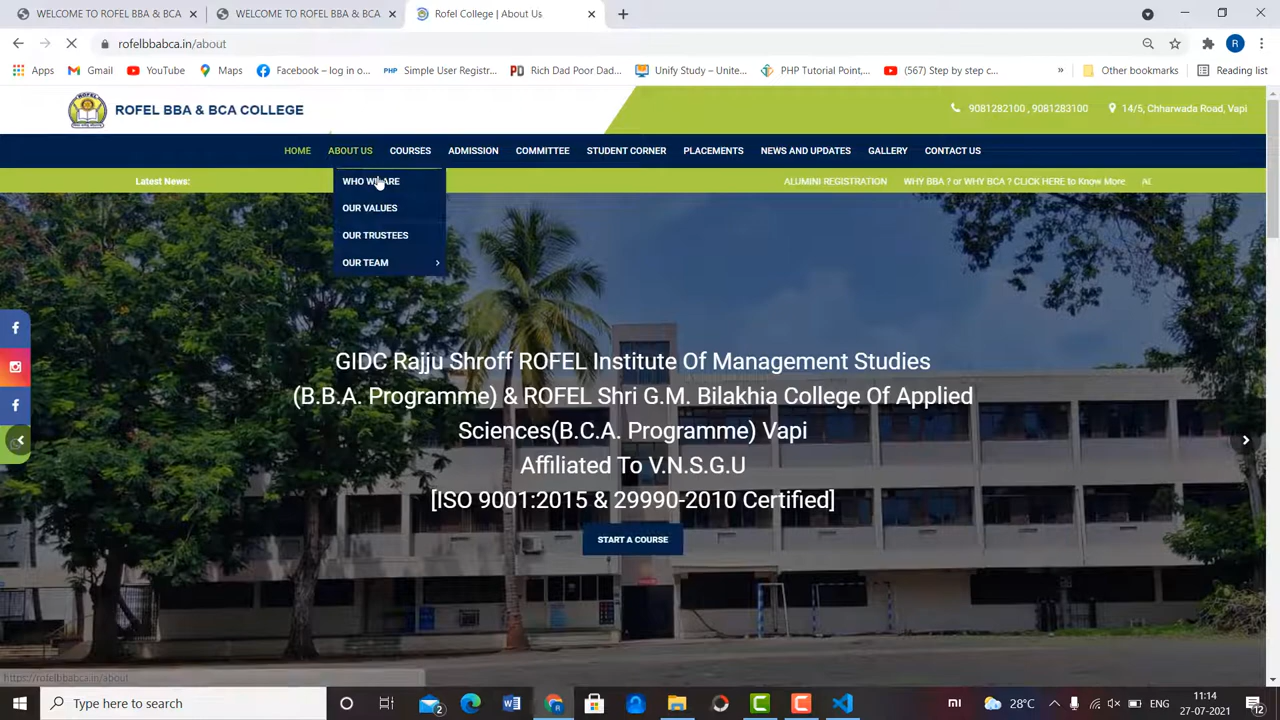 WELCOME TO ROFEL BBA & BCA WELCOME TO ROFEL BBA & BCA Rofel College | About Us
rofelbbabca.in/about
Apps Gmail YouTube Maps Facebook – log in o... PHP Simple User Registr... Rich Dad Poor Dad... Unify Study – Unite... PHP Tutorial Point,... (567) Step by step c... » Other bookmarks Reading list
ROFEL BBA & BCA COLLEGE 9081282100 ,9081283100 14/5, Chharwada Road, Vapi
HOME ABOUT US COURSES ADMISSION COMMITTEE STUDENT CORNER PLACEMENTS NEWS AND UPDATES GALLERY CONTACT US
Latest News: ALUMINI REGISTRATION WHY BBA ? or WHY BCA ? CLICK HERE to Know More
WHO WE ARE
OUR VALUES
OUR TRUSTEES
OUR TEAM
GIDC Rajju Shroff ROFEL Institute Of Management Studies
(B.B.A. Programme) & ROFEL Shri G.M. Bilakhia College Of Applied
Sciences(B.C.A. Programme) Vapi
Affiliated To V.N.S.G.U
[ISO 9001:2015 & 29990-2010 Certified]
START A COURSE
https://rofelbbabca.in/about
Type here to search 28°C 11:14
27-07-2021